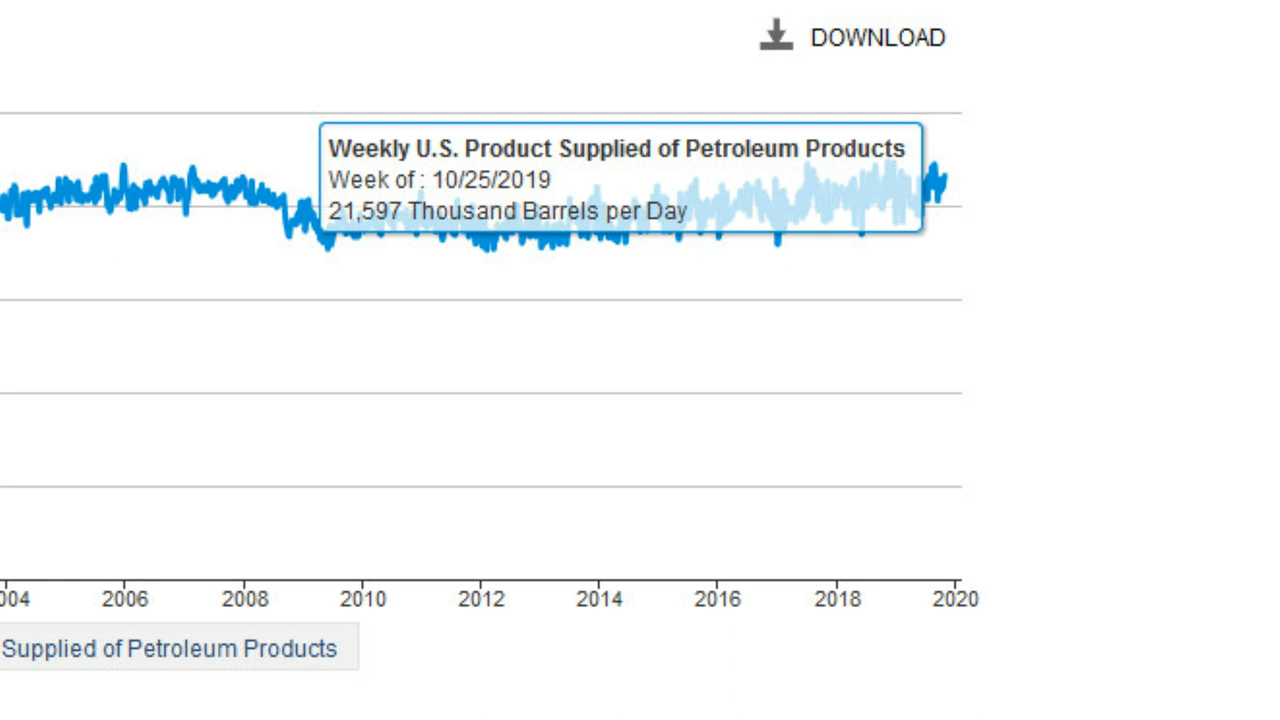 DOWNLOAD
Weekly U.S. Product Supplied of Petroleum Products
Week of : 10/25/2019
21,597 Thousand Barrels per Day
004 2006 2008 2010 2012 2014 2016 2018 2020
Supplied of Petroleum Products